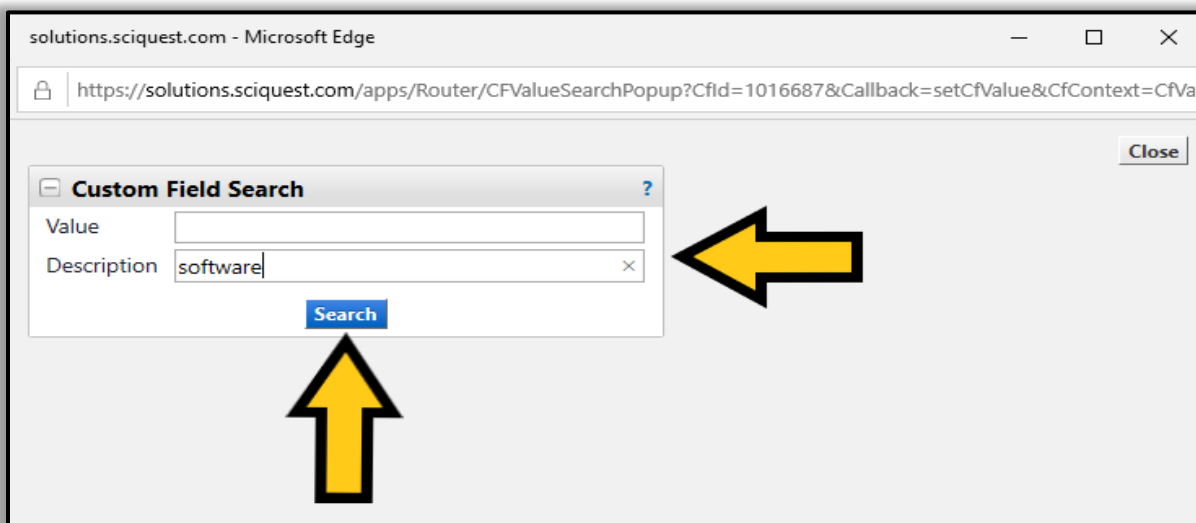 solutions.sciquest.com - Microsoft Edge
https://solutions.sciquest.com/apps/Router/CFValueSearchPopup?CfId=1016687&Callback=setCfValue&CfContext=CfVa
Close
Custom Field Search ?
Value
Description software
Search